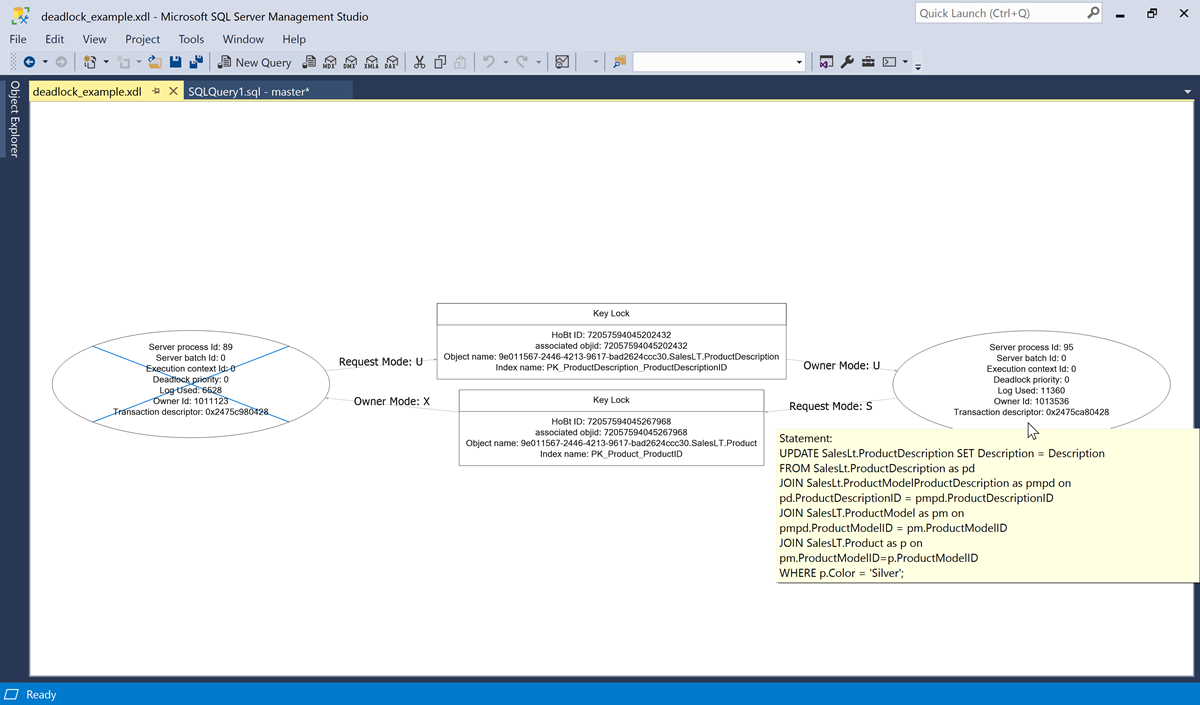 deadlock_example.xdl - Microsoft SQL Server Management Studio
Quick Launch (Ctrl+Q)
File Edit View Project Tools Window Help
New Query
MDX DMX XMLA DAX
deadlock_example.xdl
SQLQuery1.sql - master*
Object Explorer
Server process Id: 89
Server batch Id: 0
Execution context Id: 0
Deadlock priority: 0
Log Used: 6528
Owner Id: 1011123
Transaction descriptor: 0x2475c980428
Request Mode: U
Owner Mode: X
Key Lock
HoBt ID: 72057594045202432
associated objid: 72057594045202432
Object name: 9e011567-2446-4213-9617-bad2624ccc30.SalesLT.ProductDescription
Index name: PK_ProductDescription_ProductDescriptionID
Key Lock
HoBt ID: 72057594045267968
associated objid: 72057594045267968
Object name: 9e011567-2446-4213-9617-bad2624ccc30.SalesLT.Product
Index name: PK_Product_ProductID
Owner Mode: U
Request Mode: S
Server process Id: 95
Server batch Id: 0
Execution context Id: 0
Deadlock priority: 0
Log Used: 11360
Owner Id: 1013536
Transaction descriptor: 0x2475ca80428
Statement:
UPDATE SalesLt.ProductDescription SET Description = Description
FROM SalesLt.ProductDescription as pd
JOIN SalesLt.ProductModelProductDescription as pmpd on
pd.ProductDescriptionID = pmpd.ProductDescriptionID
JOIN SalesLT.ProductModel as pm on
pmpd.ProductModelID = pm.ProductModelID
JOIN SalesLT.Product as p on
pm.ProductModelID=p.ProductModelID
WHERE p.Color = 'Silver';
Ready